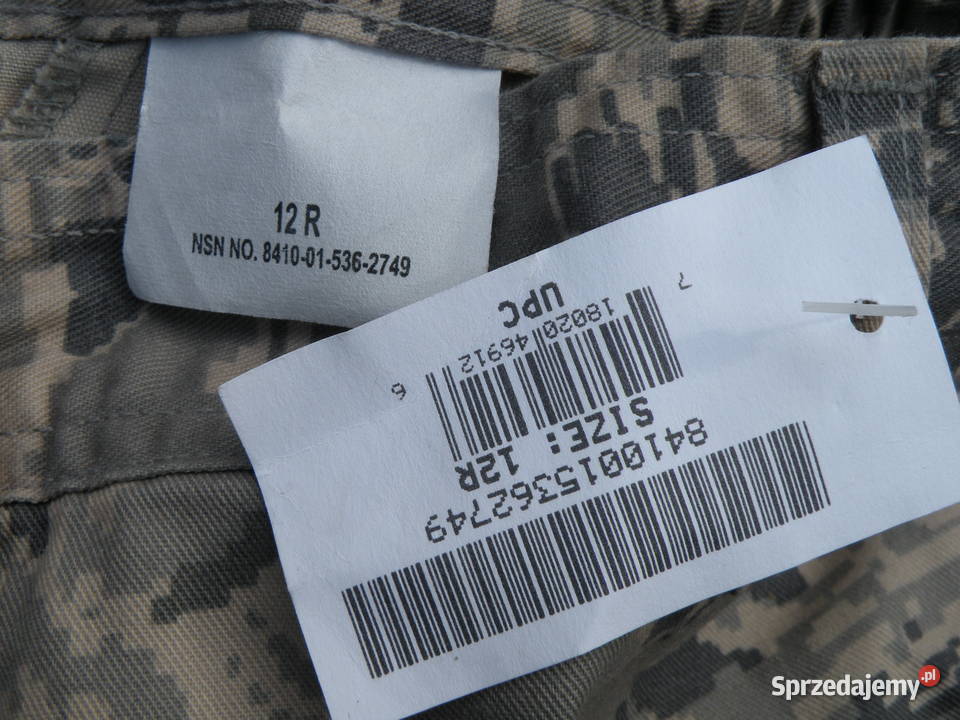 12 R
NSN NO. 8410-01-536-2749
8410015362749
SIZE: 12R
7 18020 46912 6
UPC
Sprzedajemy.pl